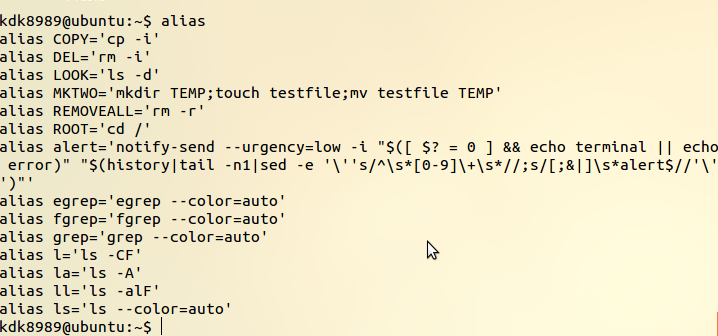 kdk8989@ubuntu:~$ alias
alias COPY='cp -i'
alias DEL='rm -i'
alias LOOK='ls -d'
alias MKTWO='mkdir TEMP;touch testfile;mv testfile TEMP'
alias REMOVEALL='rm -r'
alias ROOT='cd /'
alias alert='notify-send --urgency=low -i "$([ $? = 0 ] && echo terminal || echo
 error)" "$(history|tail -n1|sed -e '\''s/^\s*[0-9]\+\s*//;s/[;&|]\s*alert$//'\'
')"'
alias egrep='egrep --color=auto'
alias fgrep='fgrep --color=auto'
alias grep='grep --color=auto'
alias l='ls -CF'
alias la='ls -A'
alias ll='ls -alF'
alias ls='ls --color=auto'
kdk8989@ubuntu:~$